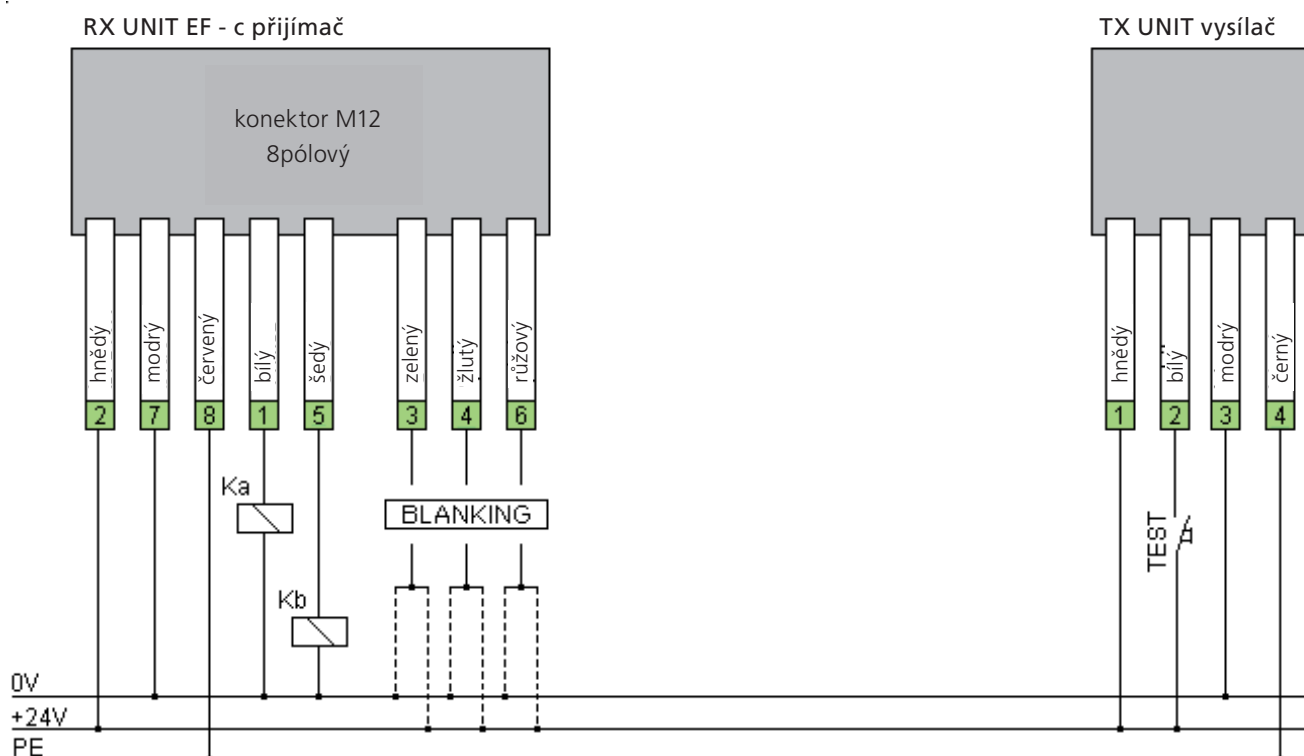 RX UNIT EF - c přijímač
TX UNIT vysílač
konektor M12
8pólový
hnědý
modrý
červený
bílý
šedý
zelený
žlutý
růžový
hnědý
bílý
modrý
černý
2 7 8 1 5 3 4 6
1 2 3 4
Ka
BLANKING
TEST
Kb
0V
+24V
PE